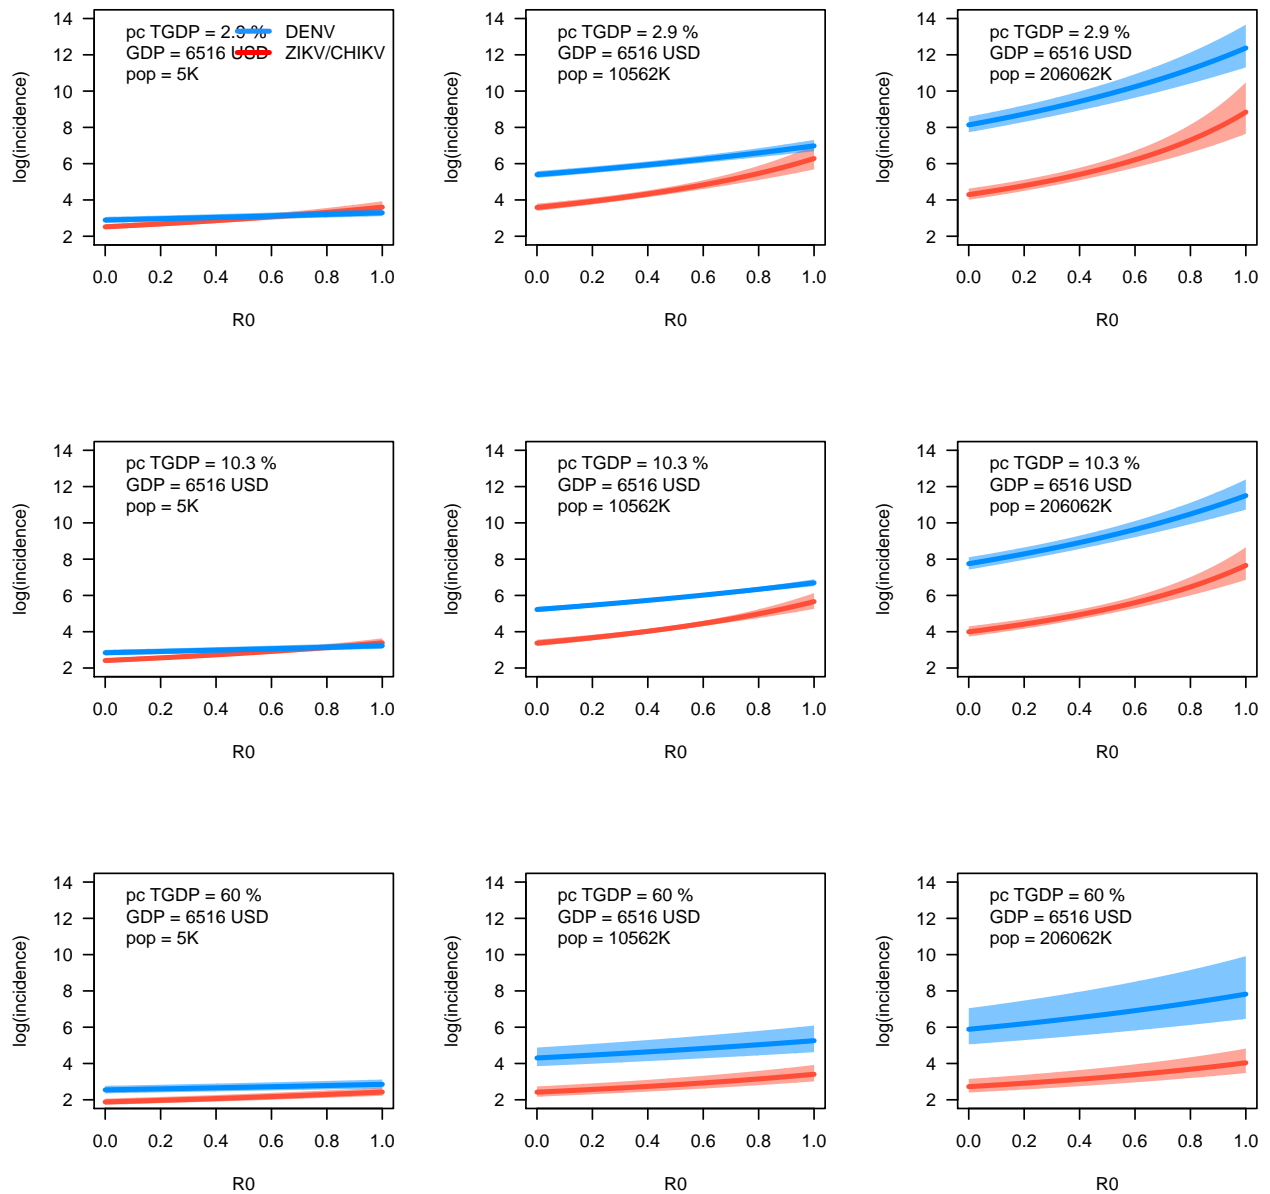 pc TGDP = 2.9 %
GDP = 6516 USD
pop = 5K
DENV
ZIKV/CHIKV
log(incidence)
14
12
10
8
6
4
2
0.0 0.2 0.4 0.6 0.8 1.0
R0
pc TGDP = 2.9 %
GDP = 6516 USD
pop = 10562K
log(incidence)
14
12
10
8
6
4
2
0.0 0.2 0.4 0.6 0.8 1.0
R0
pc TGDP = 2.9 %
GDP = 6516 USD
pop = 206062K
log(incidence)
14
12
10
8
6
4
2
0.0 0.2 0.4 0.6 0.8 1.0
R0
pc TGDP = 10.3 %
GDP = 6516 USD
pop = 5K
log(incidence)
14
12
10
8
6
4
2
0.0 0.2 0.4 0.6 0.8 1.0
R0
pc TGDP = 10.3 %
GDP = 6516 USD
pop = 10562K
log(incidence)
14
12
10
8
6
4
2
0.0 0.2 0.4 0.6 0.8 1.0
R0
pc TGDP = 10.3 %
GDP = 6516 USD
pop = 206062K
log(incidence)
14
12
10
8
6
4
2
0.0 0.2 0.4 0.6 0.8 1.0
R0
pc TGDP = 60 %
GDP = 6516 USD
pop = 5K
log(incidence)
14
12
10
8
6
4
2
0.0 0.2 0.4 0.6 0.8 1.0
R0
pc TGDP = 60 %
GDP = 6516 USD
pop = 10562K
log(incidence)
14
12
10
8
6
4
2
0.0 0.2 0.4 0.6 0.8 1.0
R0
pc TGDP = 60 %
GDP = 6516 USD
pop = 206062K
log(incidence)
14
12
10
8
6
4
2
0.0 0.2 0.4 0.6 0.8 1.0
R0